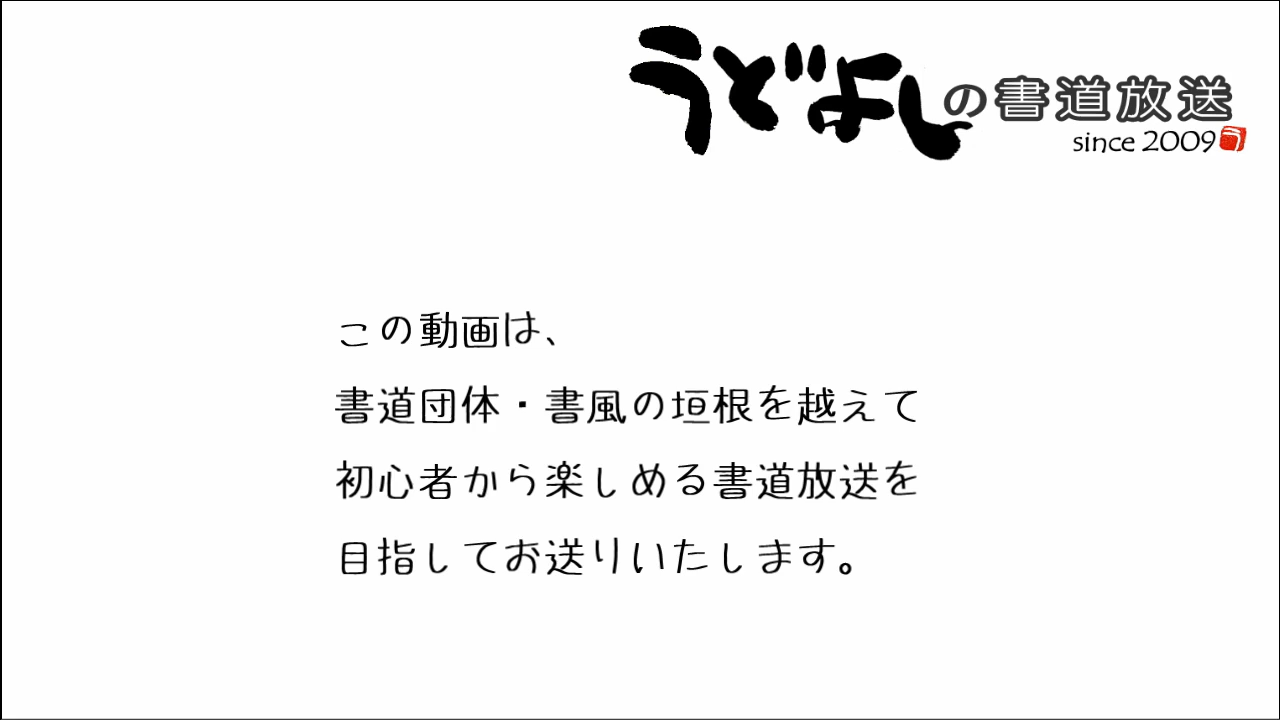 うどよしの書道放送
since 2009 う
この動画は、
書道団体・書風の垣根を越えて
初心者から楽しめる書道放送を
目指してお送りいたします。